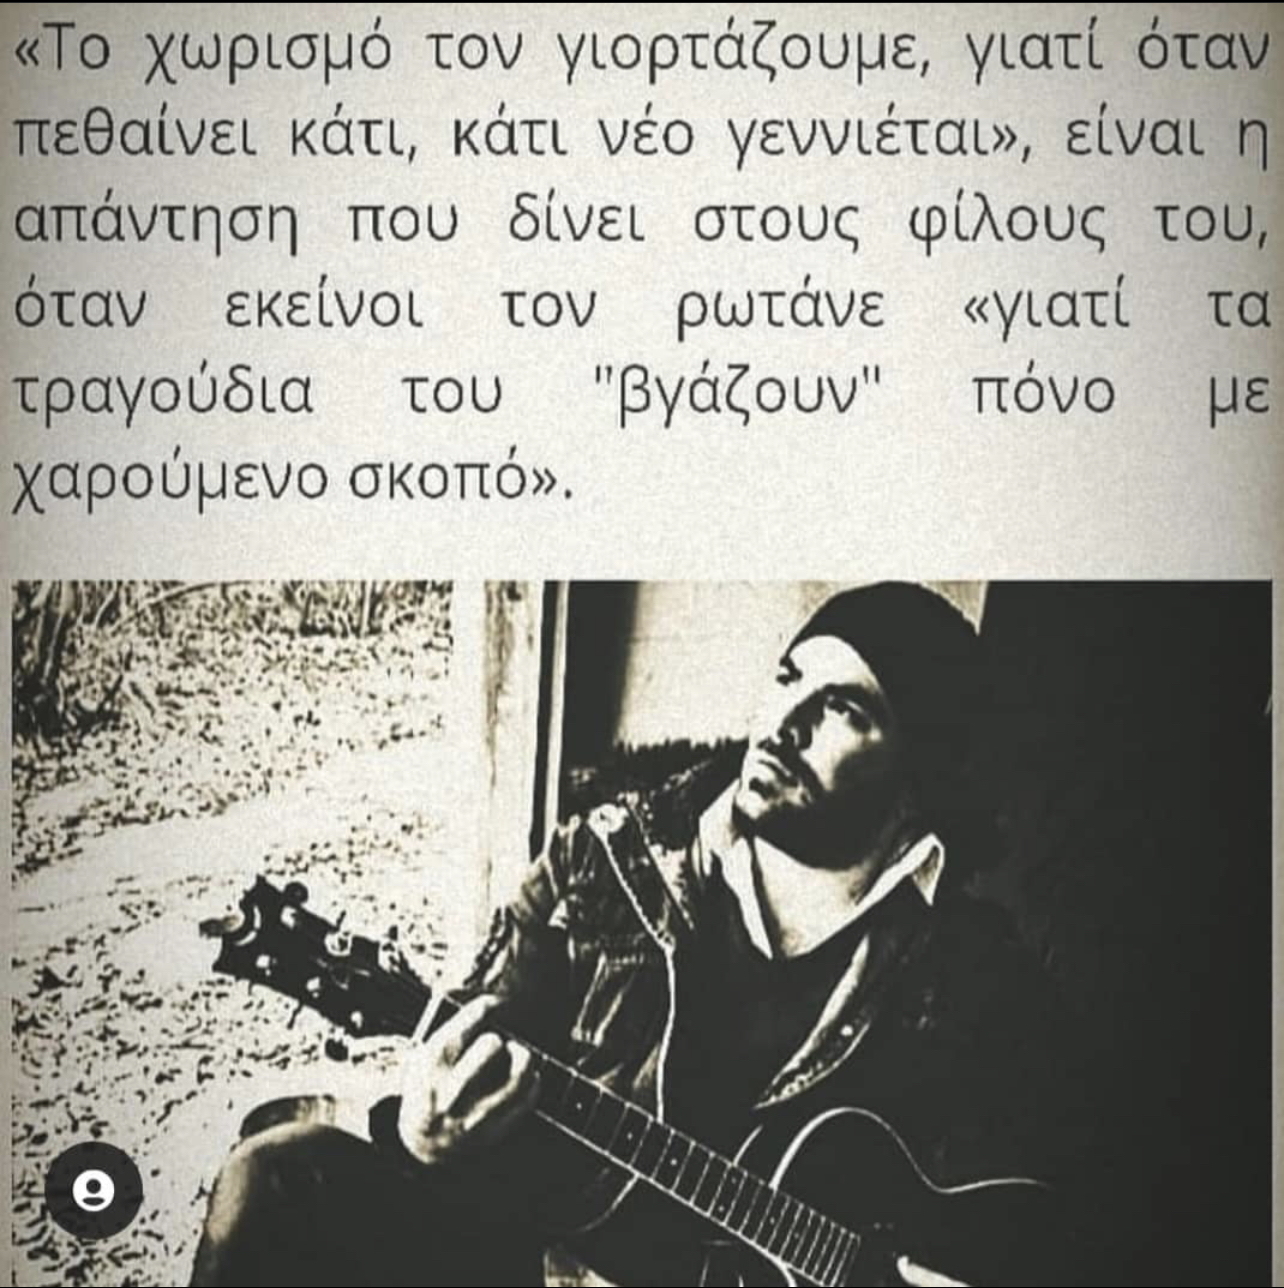 «Το χωρισμό τον γιορτάζουμε, γιατί όταν
πεθαίνει κάτι, κάτι νέο γεννιέται», είναι η
απάντηση που δίνει στους φίλους του,
όταν εκείνοι τον ρωτάνε «γιατί τα
τραγούδια του "βγάζουν" πόνο με
χαρούμενο σκοπό».